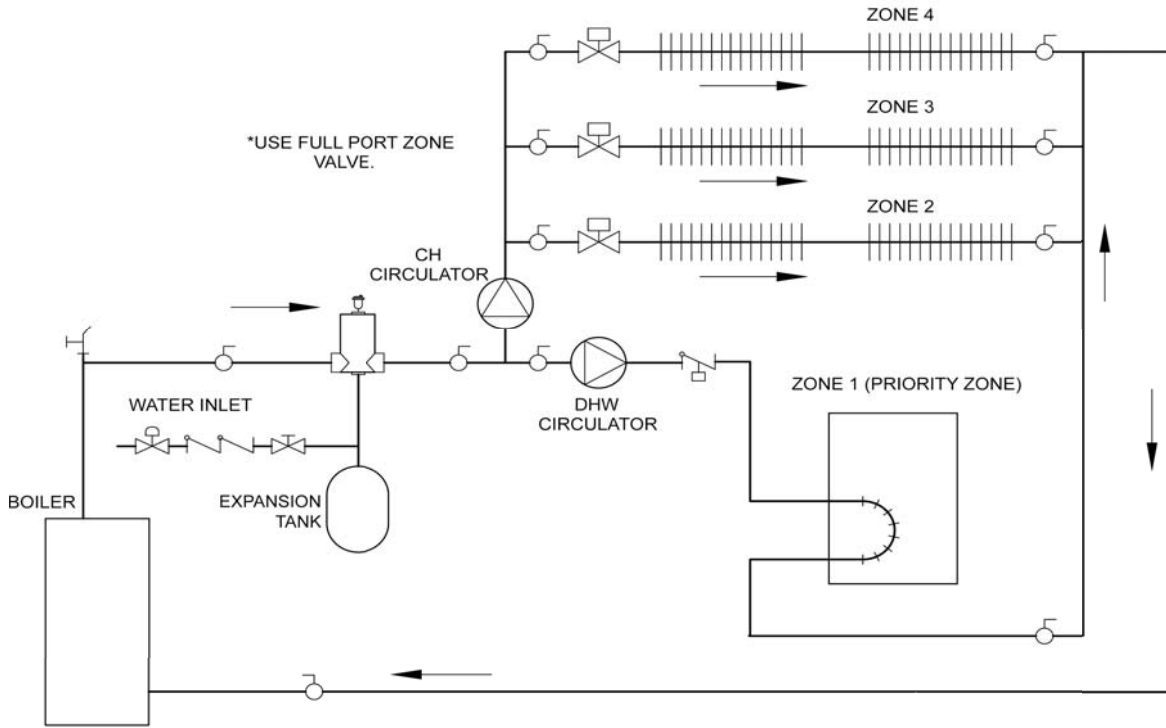 ZONE 4
ZONE 3
*USE FULL PORT ZONE
VALVE.
ZONE 2
CH
CIRCULATOR
ZONE 1 (PRIORITY ZONE)
WATER INLET
DHW
CIRCULATOR
BOILER
EXPANSION
TANK